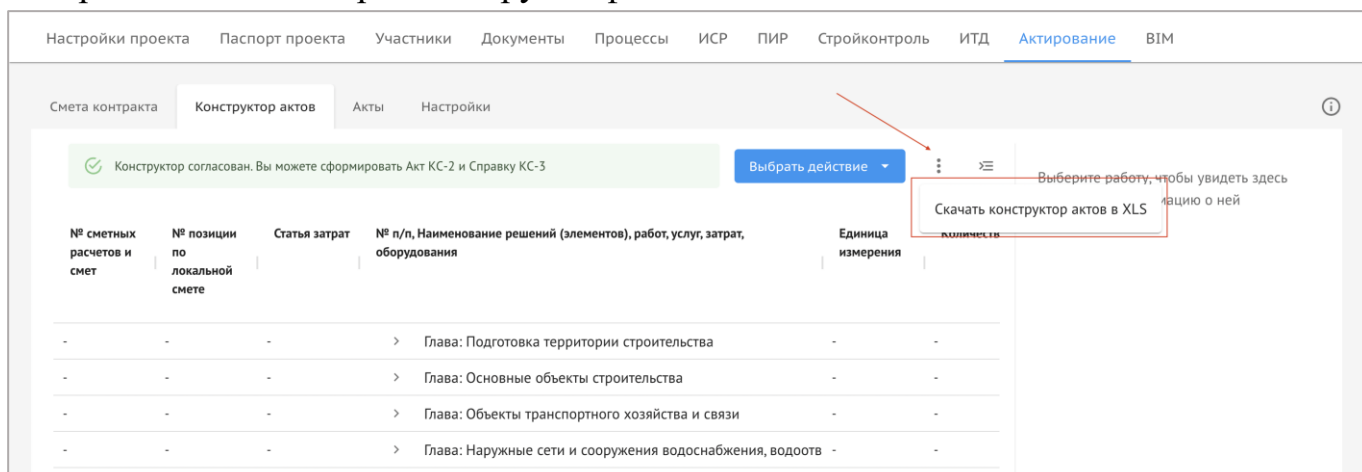 Настройки проекта Паспорт проекта Участники Документы Процессы ИСР ПИР Стройконтроль ИТД Актирование BIM
Смета контракта Конструктор актов Акты Настройки
Конструктор согласован. Вы можете сформировать Акт КС-2 и Справку КС-3
Выбрать действие
Выберите работу, чтобы увидеть здесь
о ней
Скачать конструктор актов в XLS
№ сметных расчетов и смет
№ позиции по локальной смете
Статья затрат
№ п/п, Наименование решений (элементов), работ, услуг, затрат, оборудования
Единица измерения
- - - Глава: Подготовка территории строительства - -
- - - Глава: Основные объекты строительства - -
- - - Глава: Объекты транспортного хозяйства и связи - -
- - - Глава: Наружные сети и сооружения водоснабжения, водоотв - -